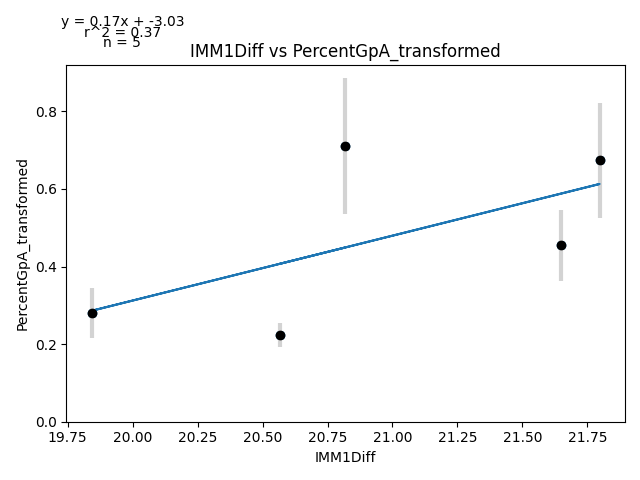 y = 0.17x + -3.03
r^2 = 0.37
n = 5
IMM1Diff vs PercentGpA_transformed
0.8
0.6
0.4
0.2
0.0
PercentGpA_transformed
19.75 20.00 20.25 20.50 20.75 21.00 21.25 21.50 21.75
IMM1Diff